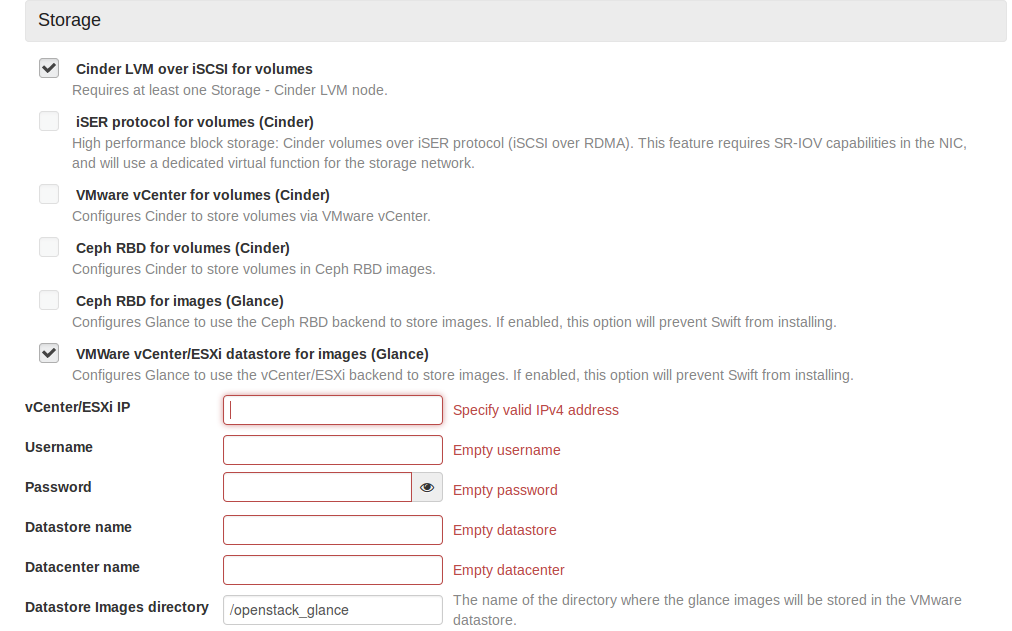 Storage
Cinder LVM over iSCSI for volumes
Requires at least one Storage - Cinder LVM node.
iSER protocol for volumes (Cinder)
High performance block storage: Cinder volumes over iSER protocol (iSCSI over RDMA). This feature requires SR-IOV capabilities in the NIC,
and will use a dedicated virtual function for the storage network.
VMware vCenter for volumes (Cinder)
Configures Cinder to store volumes via VMware vCenter.
Ceph RBD for volumes (Cinder)
Configures Cinder to store volumes in Ceph RBD images.
Ceph RBD for images (Glance)
Configures Glance to use the Ceph RBD backend to store images. If enabled, this option will prevent Swift from installing.
VMWare vCenter/ESXi datastore for images (Glance)
Configures Glance to use the vCenter/ESXi backend to store images. If enabled, this option will prevent Swift from installing.
vCenter/ESXi IP Specify valid IPv4 address
Username Empty username
Password Empty password
Datastore name Empty datastore
Datacenter name Empty datacenter
Datastore Images directory /openstack_glance The name of the directory where the glance images will be stored in the VMware
datastore.